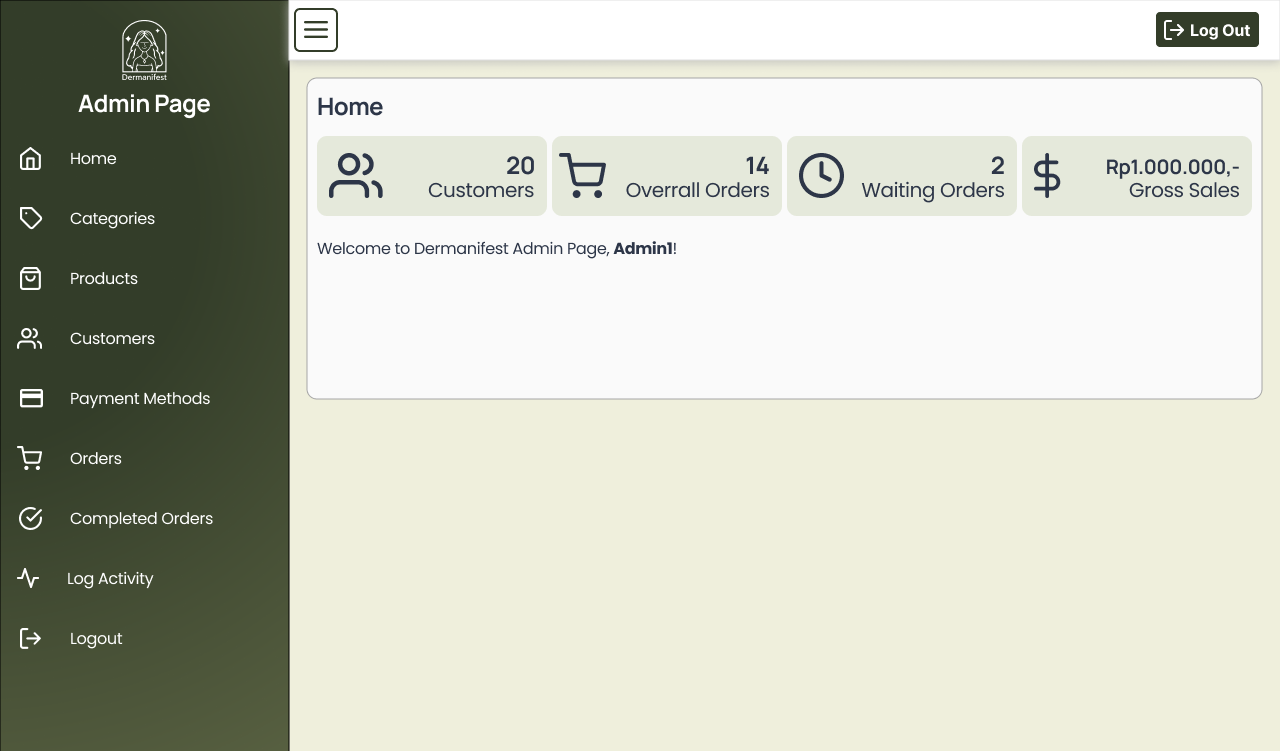 Dermanifest
Admin Page
Home
Categories
Products
Customers
Payment Methods
Orders
Completed Orders
Log Activity
Logout
Log Out
Home
20
Customers
14
Overrall Orders
2
Waiting Orders
Rp1.000.000,-
Gross Sales
Welcome to Dermanifest Admin Page, Admin1!